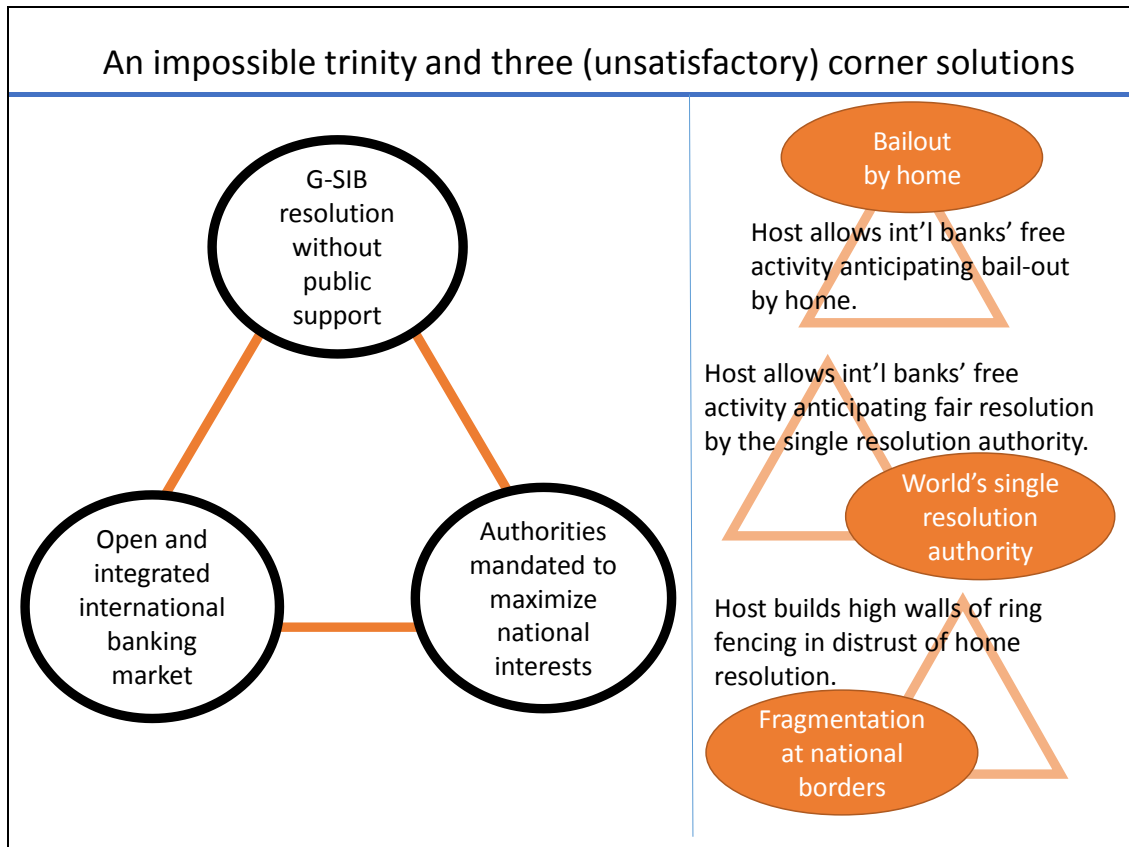 An impossible trinity and three (unsatisfactory) corner solutions
G-SIB
resolution
without
public
support
Open and
integrated
international
banking
market
Authorities
mandated to
maximize
national
interests
Bailout
by home
Host allows int’l banks’ free
activity anticipating bail-out
by home.
Host allows int’l banks’ free
activity anticipating fair resolution
by the single resolution authority.
World’s single
resolution
authority
Host builds high walls of ring
fencing in distrust of home
resolution.
Fragmentation
at national
borders